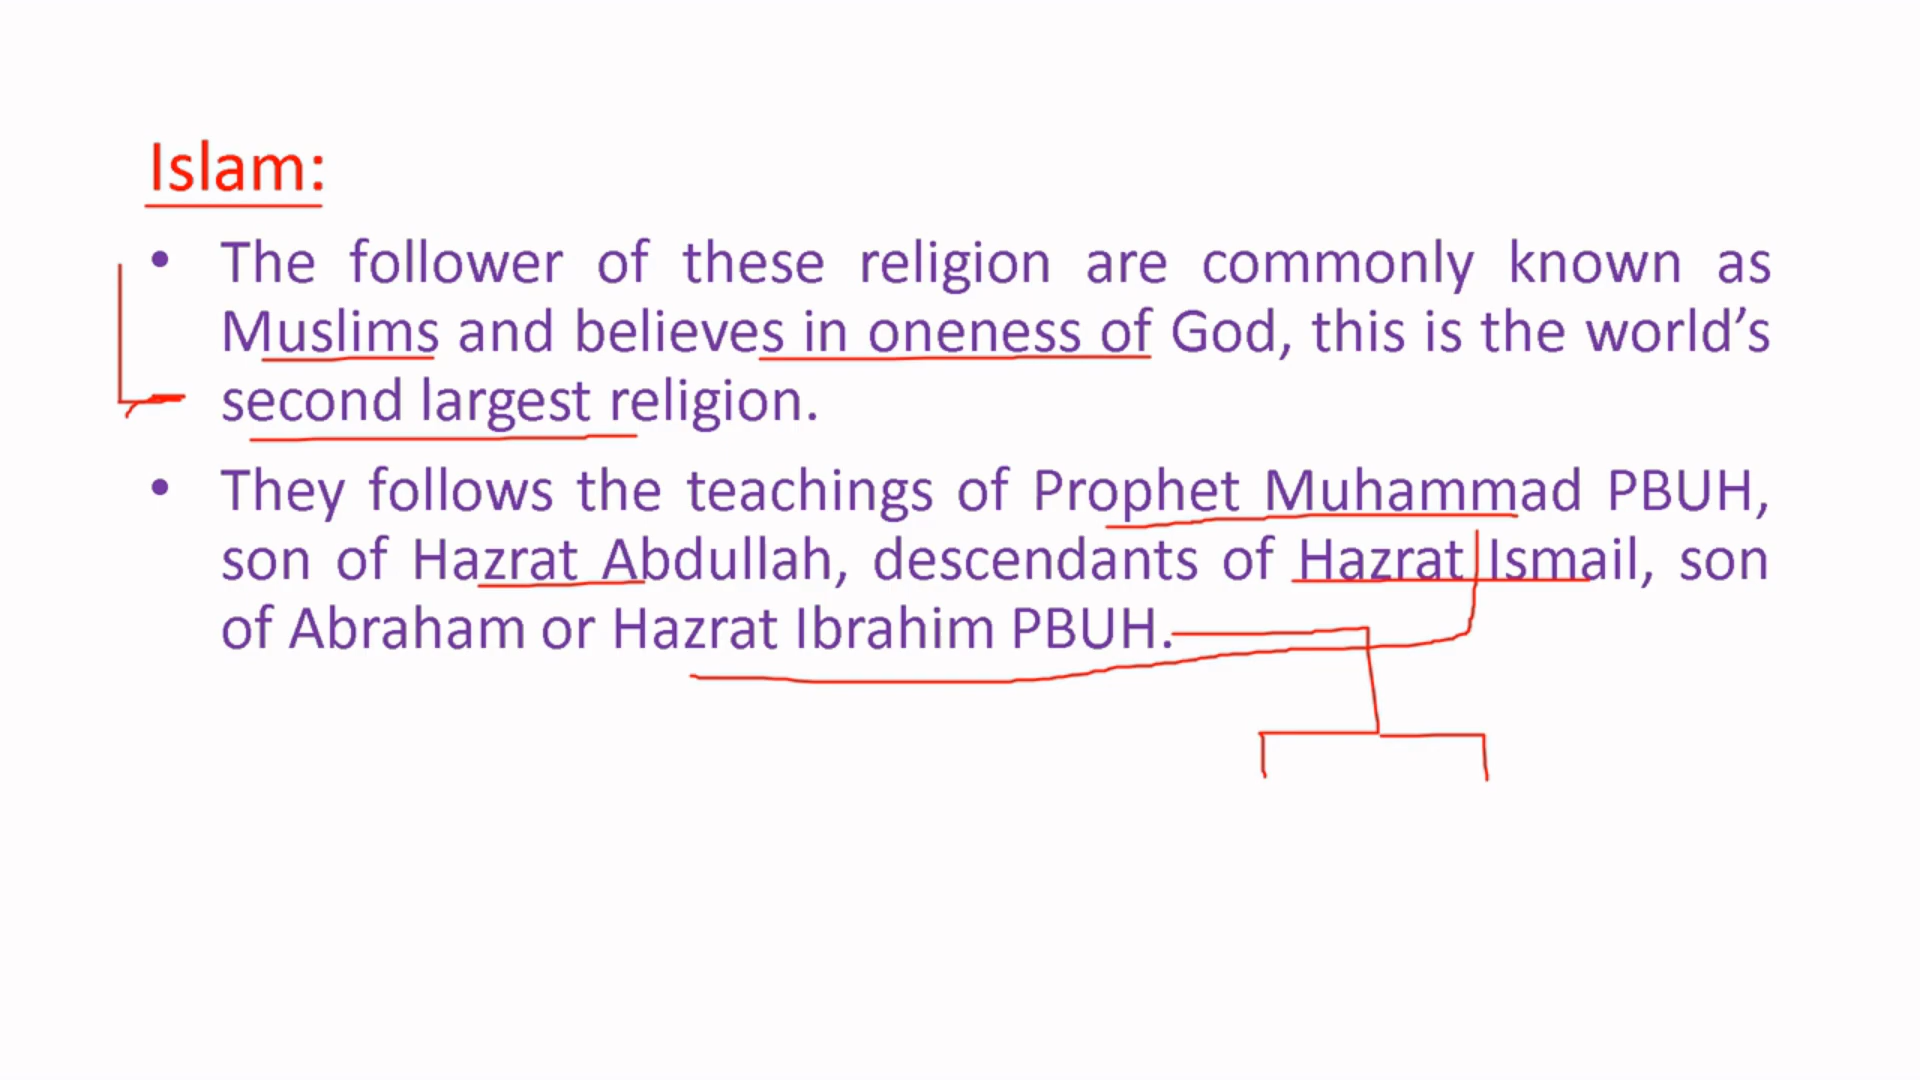 Islam:
• The follower of these religion are commonly known as
Muslims and believes in oneness of God, this is the world’s
second largest religion.
• They follows the teachings of Prophet Muhammad PBUH,
son of Hazrat Abdullah, descendants of Hazrat Ismail, son
of Abraham or Hazrat Ibrahim PBUH.